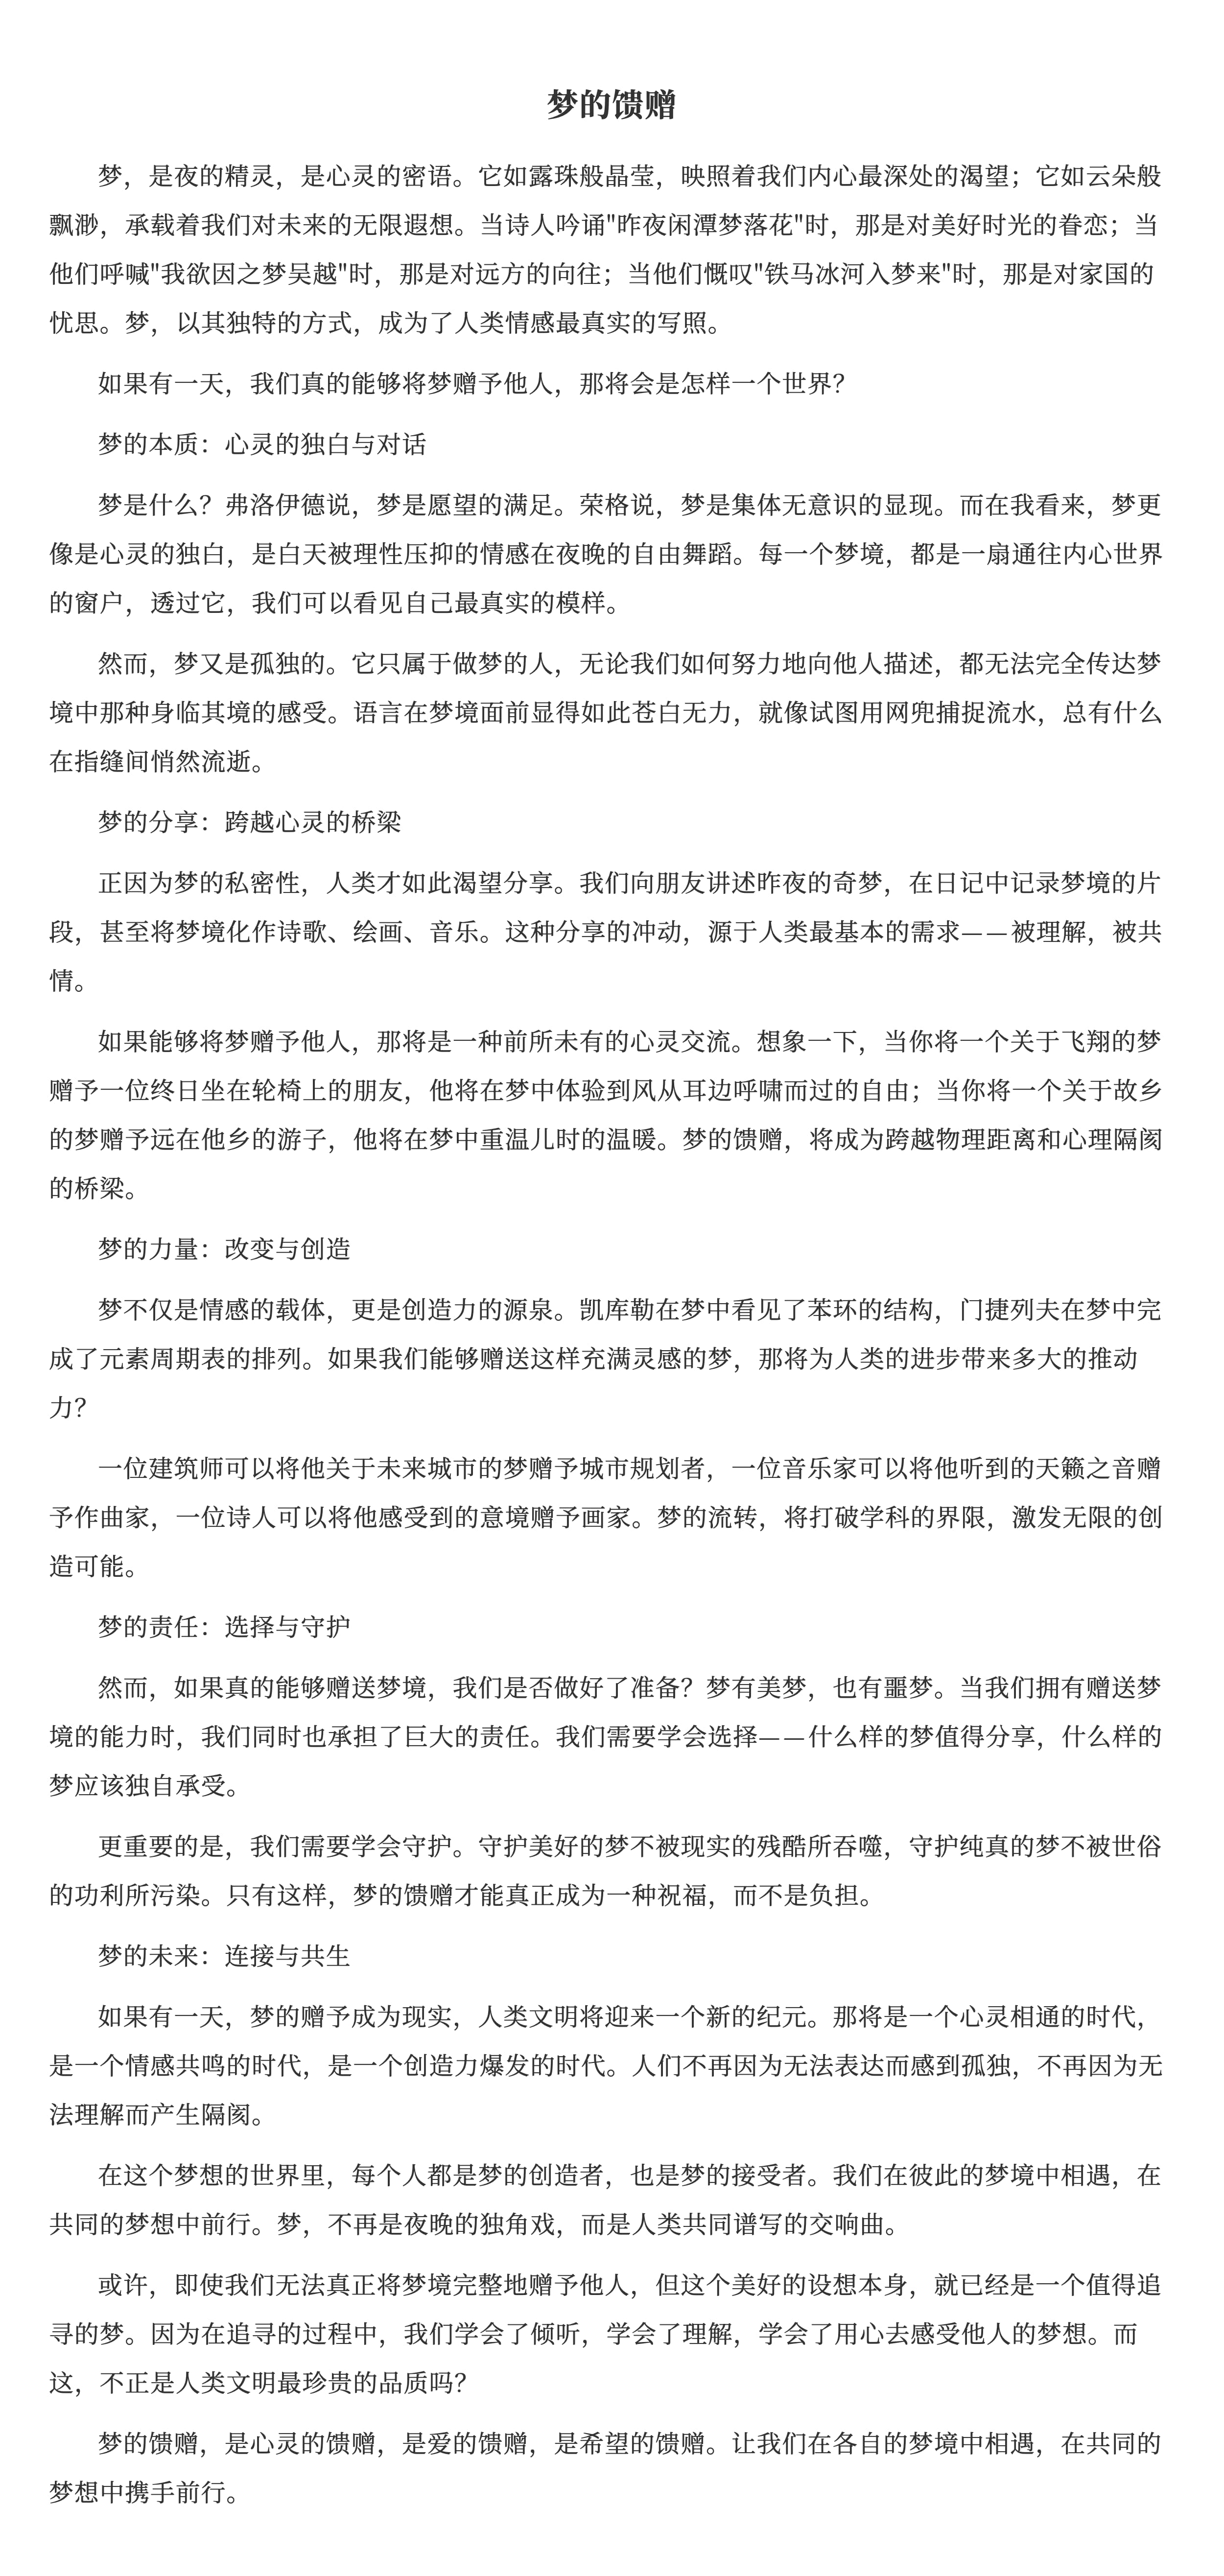 梦的馈赠
梦，是夜的精灵，是心灵的密语。它如露珠般晶莹，映照着我们内心最深处的渴望；它如云朵般
飘渺，承载着我们对未来的无限遐想。当诗人吟诵"昨夜闲潭梦落花"时，那是对美好时光的眷恋；当
他们呼喊"我欲因之梦吴越"时，那是对远方的向往；当他们慨叹"铁马冰河入梦来"时，那是对家国的
忧思。梦，以其独特的方式，成为了人类情感最真实的写照。
如果有一天，我们真的能够将梦赠予他人，那将会是怎样一个世界？
梦的本质：心灵的独白与对话
梦是什么？弗洛伊德说，梦是愿望的满足。荣格说，梦是集体无意识的显现。而在我看来，梦更
像是心灵的独白，是白天被理性压抑的情感在夜晚的自由舞蹈。每一个梦境，都是一扇通往内心世界
的窗户，透过它，我们可以看见自己最真实的模样。
然而，梦又是孤独的。它只属于做梦的人，无论我们如何努力地向他人描述，都无法完全传达梦
境中那种身临其境的感受。语言在梦境面前显得如此苍白无力，就像试图用网兜捕捉流水，总有什么
在指缝间悄然流逝。
梦的分享：跨越心灵的桥梁
正因为梦的私密性，人类才如此渴望分享。我们向朋友讲述昨夜的奇梦，在日记中记录梦境的片
段，甚至将梦境化作诗歌、绘画、音乐。这种分享的冲动，源于人类最基本的需求——被理解，被共
情。
如果能够将梦赠予他人，那将是一种前所未有的心灵交流。想象一下，当你将一个关于飞翔的梦
赠予一位终日坐在轮椅上的朋友，他将在梦中体验到风从耳边呼啸而过的自由；当你将一个关于故乡
的梦赠予远在他乡的游子，他将在梦中重温儿时的温暖。梦的馈赠，将成为跨越物理距离和心理隔阂
的桥梁。
梦的力量：改变与创造
梦不仅是情感的载体，更是创造力的源泉。凯库勒在梦中看见了苯环的结构，门捷列夫在梦中完
成了元素周期表的排列。如果我们能够赠送这样充满灵感的梦，那将为人类的进步带来多大的推动
力？
一位建筑师可以将他关于未来城市的梦赠予城市规划者，一位音乐家可以将他听到的天籁之音赠
予作曲家，一位诗人可以将他感受到的意境赠予画家。梦的流转，将打破学科的界限，激发无限的创
造可能。
梦的责任：选择与守护
然而，如果真的能够赠送梦境，我们是否做好了准备？梦有美梦，也有噩梦。当我们拥有赠送梦
境的能力时，我们同时也承担了巨大的责任。我们需要学会选择——什么样的梦值得分享，什么样的
梦应该独自承受。
更重要的是，我们需要学会守护。守护美好的梦不被现实的残酷所吞噬，守护纯真的梦不被世俗
的功利所污染。只有这样，梦的馈赠才能真正成为一种祝福，而不是负担。
梦的未来：连接与共生
如果有一天，梦的赠予成为现实，人类文明将迎来一个新的纪元。那将是一个心灵相通的时代，
是一个情感共鸣的时代，是一个创造力爆发的时代。人们不再因为无法表达而感到孤独，不再因为无
法理解而产生隔阂。
在这个梦想的世界里，每个人都是梦的创造者，也是梦的接受者。我们在彼此的梦境中相遇，在
共同的梦想中前行。梦，不再是夜晚的独角戏，而是人类共同谱写的交响曲。
或许，即使我们无法真正将梦境完整地赠予他人，但这个美好的设想本身，就已经是一个值得追
寻的梦。因为在追寻的过程中，我们学会了倾听，学会了理解，学会了用心去感受他人的梦想。而
这，不正是人类文明最珍贵的品质吗？
梦的馈赠，是心灵的馈赠，是爱的馈赠，是希望的馈赠。让我们在各自的梦境中相遇，在共同的
梦想中携手前行。